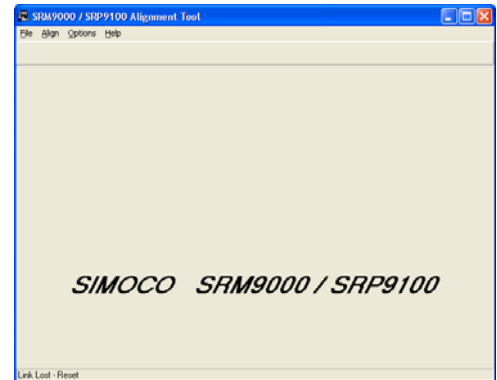 SRM9000 / SRP9100 Alignment Tool
File Align Options Help
SIMOCO SRM9000 / SRP9100
Link Lost - Reset